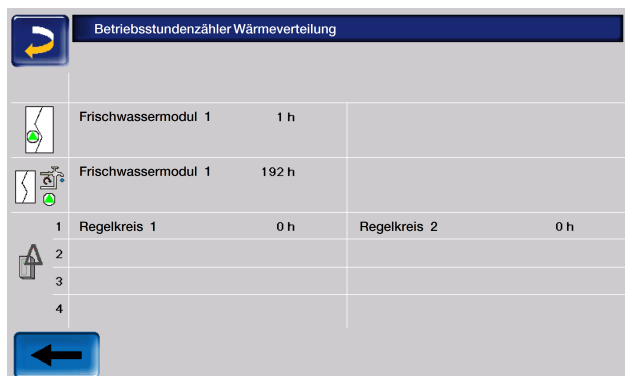 Betriebsstundenzähler Wärmeverteilung
Frischwassermodul 1 1 h
Frischwassermodul 1 192 h
1 Regelkreis 1 0 h Regelkreis 2 0 h
2
3
4